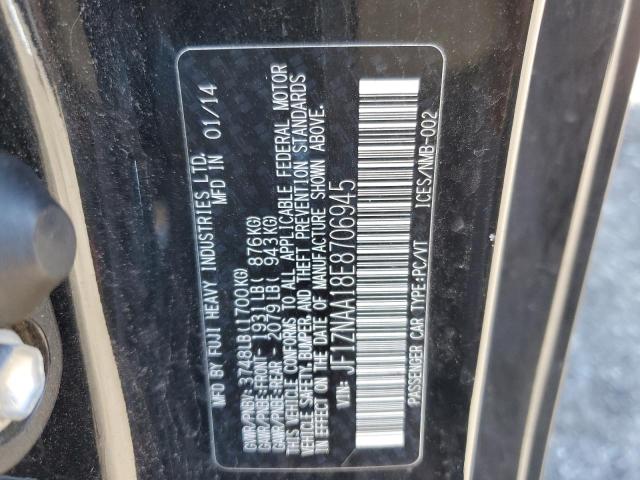 MFD BY FUJI HEAVY INDUSTRIES LTD.
MFD IN 01/14
GVWR/PNBV: 3748LB(1700KG)
GAWR/PNBE-FRONT- 1931LB( 876KG)
GAWR/PNBE-REAR - 2079LB( 943KG)
THIS VEHICLE CONFORMS TO ALL APPLICABLE FEDERAL MOTOR
VEHICLE SAFETY, BUMPER AND THEFT PREVENTION STANDARDS
IN EFFECT ON THE DATE OF MANUFACTURE SHOWN ABOVE.
VIN: JF1ZNAA18E8706945
PASSENGER CAR TYPE:PC/VT ICES/NMB-002